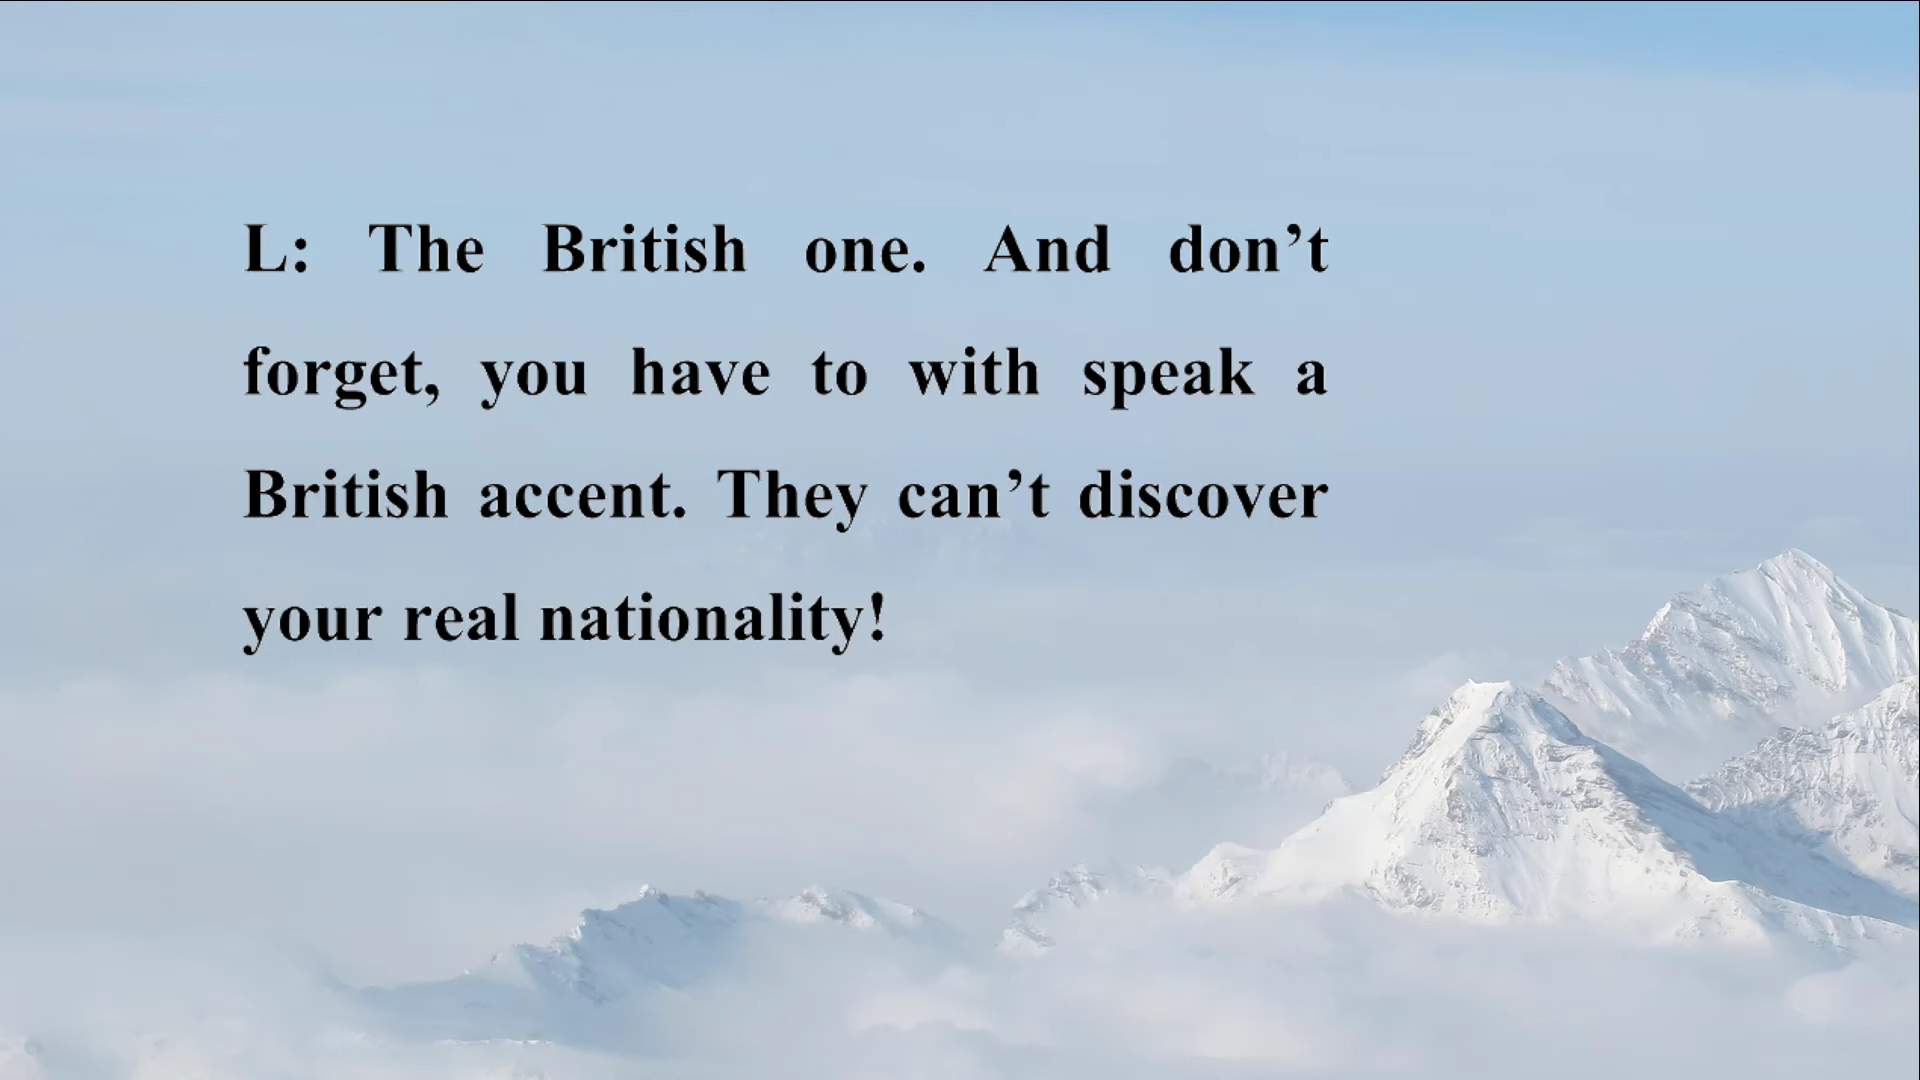 L: The British one. And don’t
forget, you have to with speak a
British accent. They can’t discover
your real nationality!